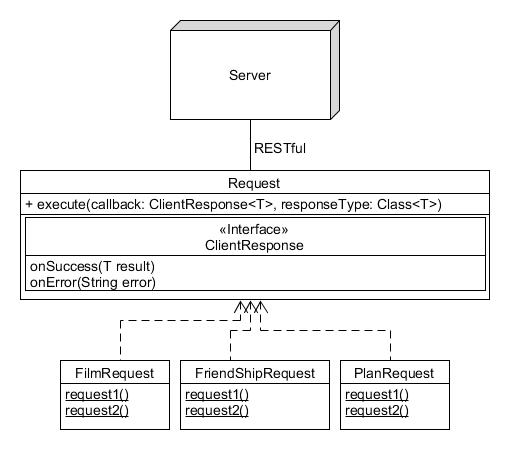 Server
RESTful
Request
+ execute(callback: ClientResponse<T>, responseType: Class<T>)
«Interface»
ClientResponse
onSuccess(T result)
onError(String error)
FilmRequest
request1()
request2()
FriendShipRequest
request1()
request2()
PlanRequest
request1()
request2()